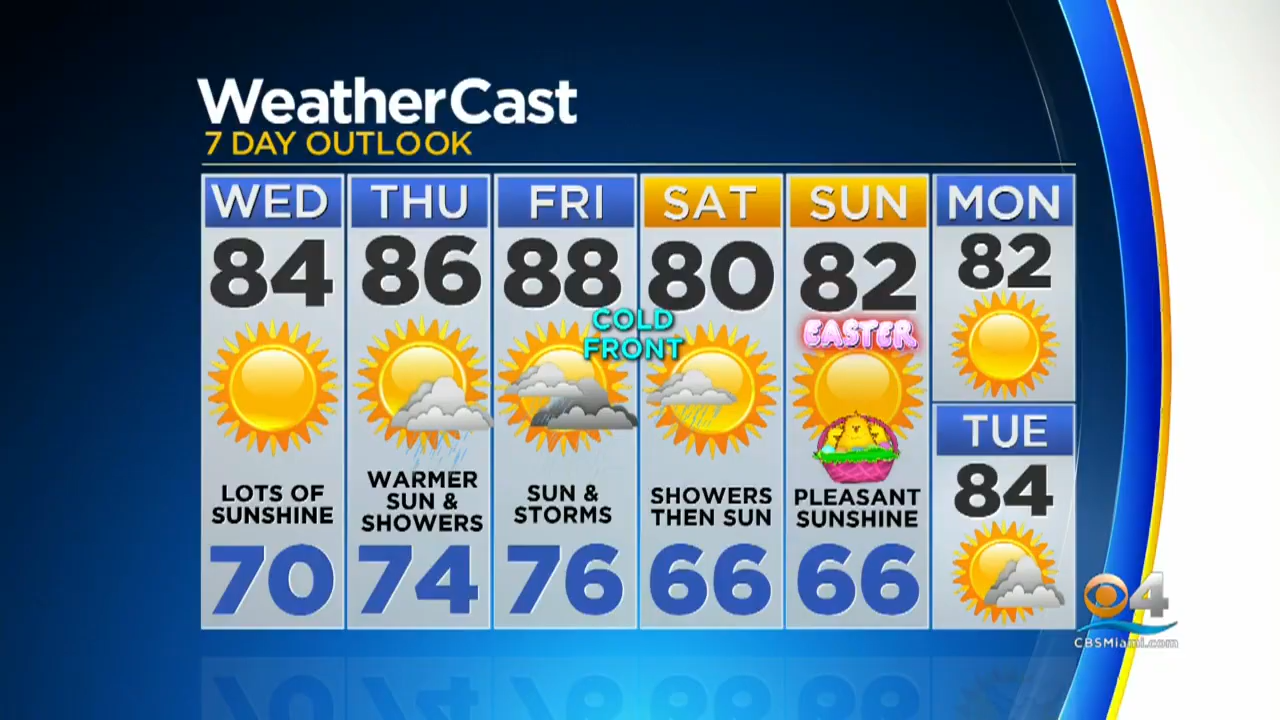 WeatherCast
7 DAY OUTLOOK
WED
84
LOTS OF
SUNSHINE
70
THU
86
WARMER
SUN &
SHOWERS
74
FRI
88
COLD
FRONT
SUN &
STORMS
76
SAT
80
SHOWERS
THEN SUN
66
SUN
82
EASTER
PLEASANT
SUNSHINE
66
MON
82
TUE
84
4
CBSMiami.com